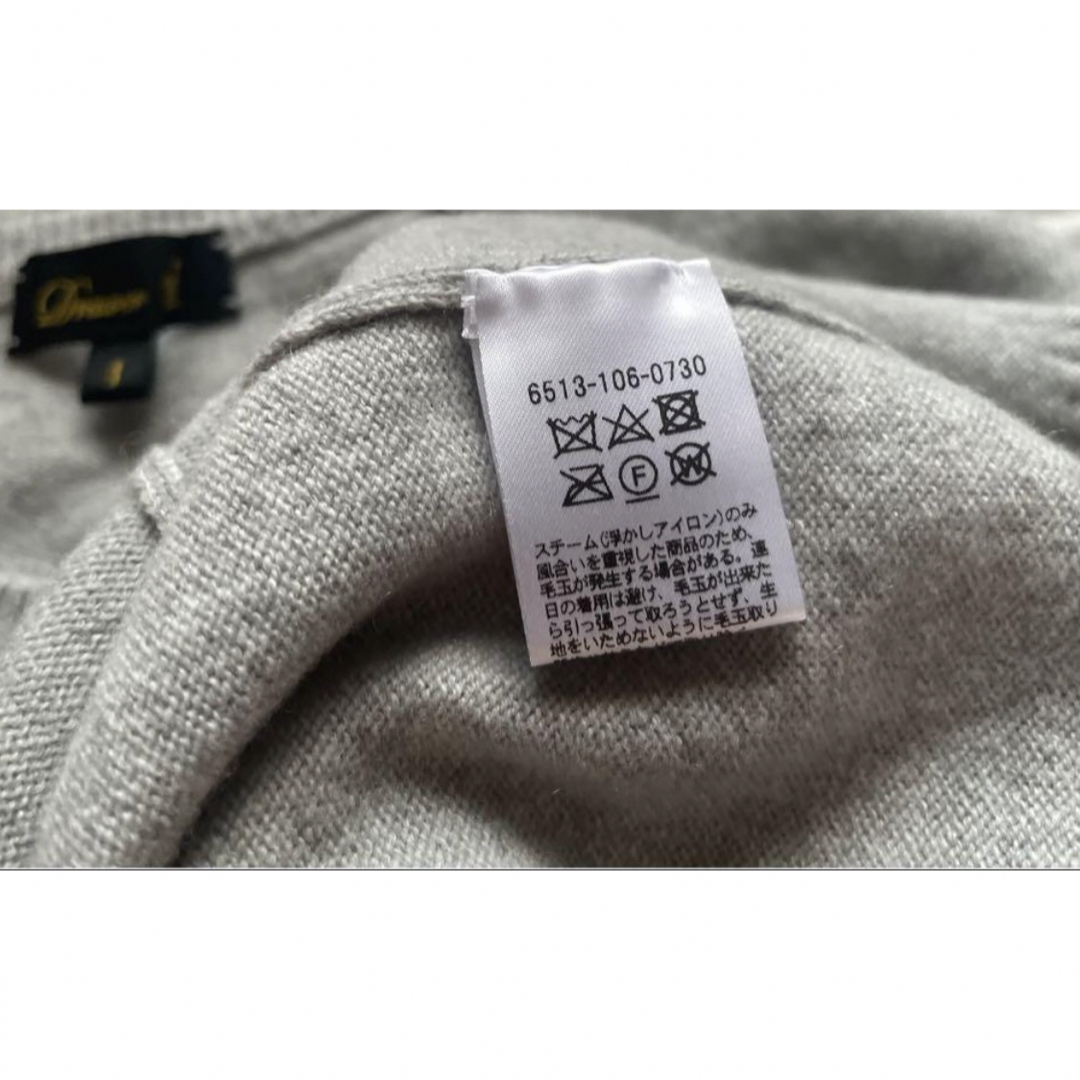 Drawer
1
6513-106-0730
F
W
スチーム(浮かしアイロン)のみ
風合いを重視した商品のため、
毛玉が発生する場合がある。連
日の着用は避け、毛玉が出来た
ら引っ張って取ろうとせず、生
地をいためないように毛玉取り